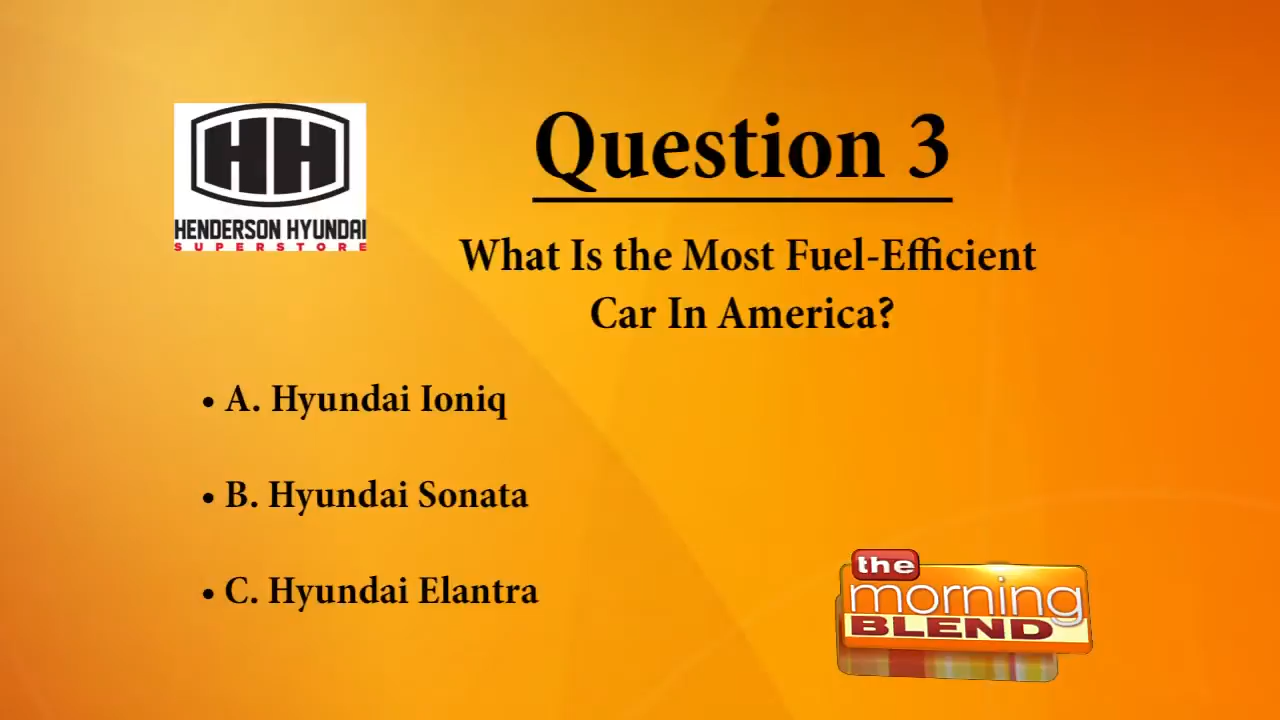 HH
HENDERSON HYUNDAI
SUPERSTORE
Question 3
What Is the Most Fuel-Efficient
Car In America?
• A. Hyundai Ioniq
• B. Hyundai Sonata
• C. Hyundai Elantra
the
morning
BLEND